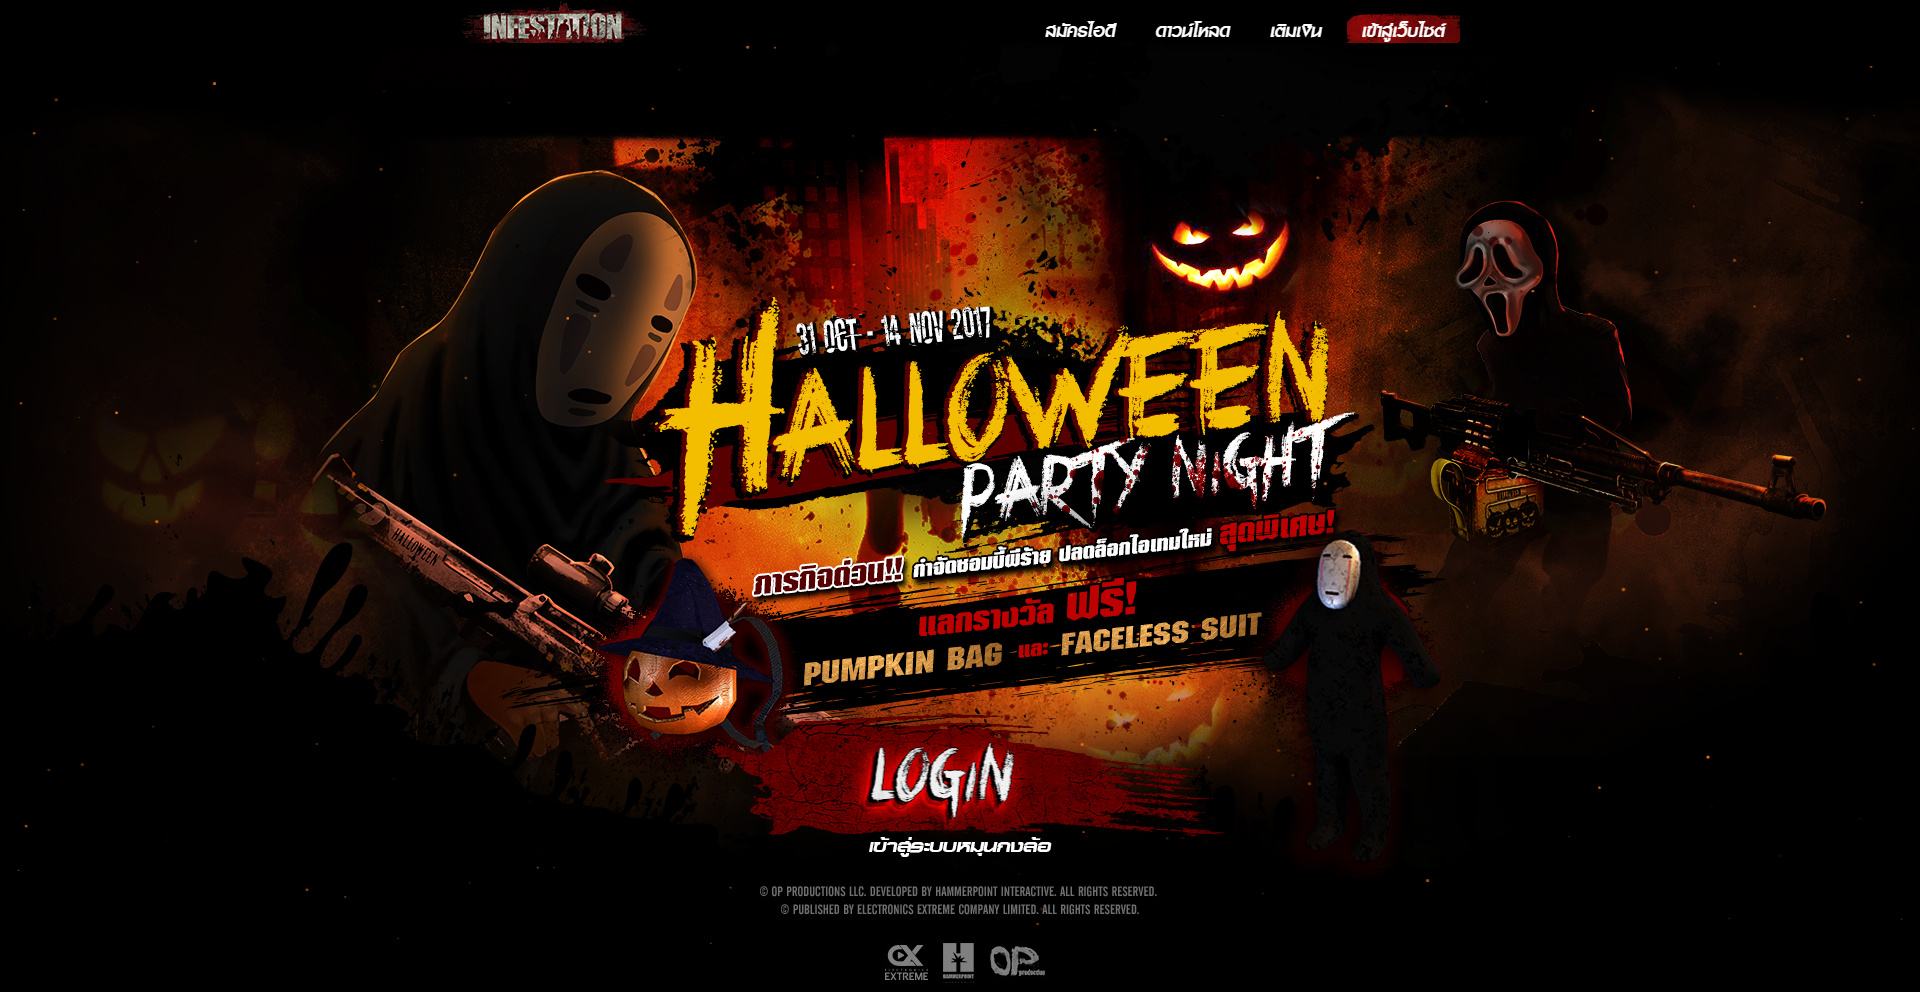 INFESTATION
สมัครไอดี
ดาวน์โหลด
เติมเงิน
เข้าสู่เว็บไซต์
31 OCT - 14 NOV 2017
HALLOWEEN
PARTY NIGHT
ภารกิจด่วน!! กำจัดซอมบี้ผีร้าย ปลดล็อกไอเทมใหม่ สุดพิเศษ!
แลกรางวัล ฟรี!
PUMPKIN BAG และ FACELESS SUIT
HALLOWEEN
LOGIN
เข้าสู่ระบบหมุนกงล้อ
© OP PRODUCTIONS LLC. DEVELOPED BY HAMMERPOINT INTERACTIVE. ALL RIGHTS RESERVED.
© PUBLISHED BY ELECTRONICS EXTREME COMPANY LIMITED. ALL RIGHTS RESERVED.
EX
ELECTRONICS
EXTREME
H
HAMMERPOINT
OP
production